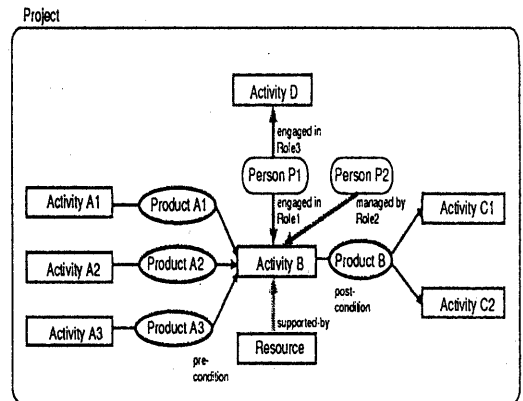 Project
Activity D
engaged in
Role3
Person P1
Person P2
engaged in
Role1
managed by
Role2
Activity A1
Product A1
Activity C1
Activity A2
Product A2
Activity B
Product B
post-
condition
Activity A3
Product A3
Activity C2
supported-by
pre-
condition
Resource